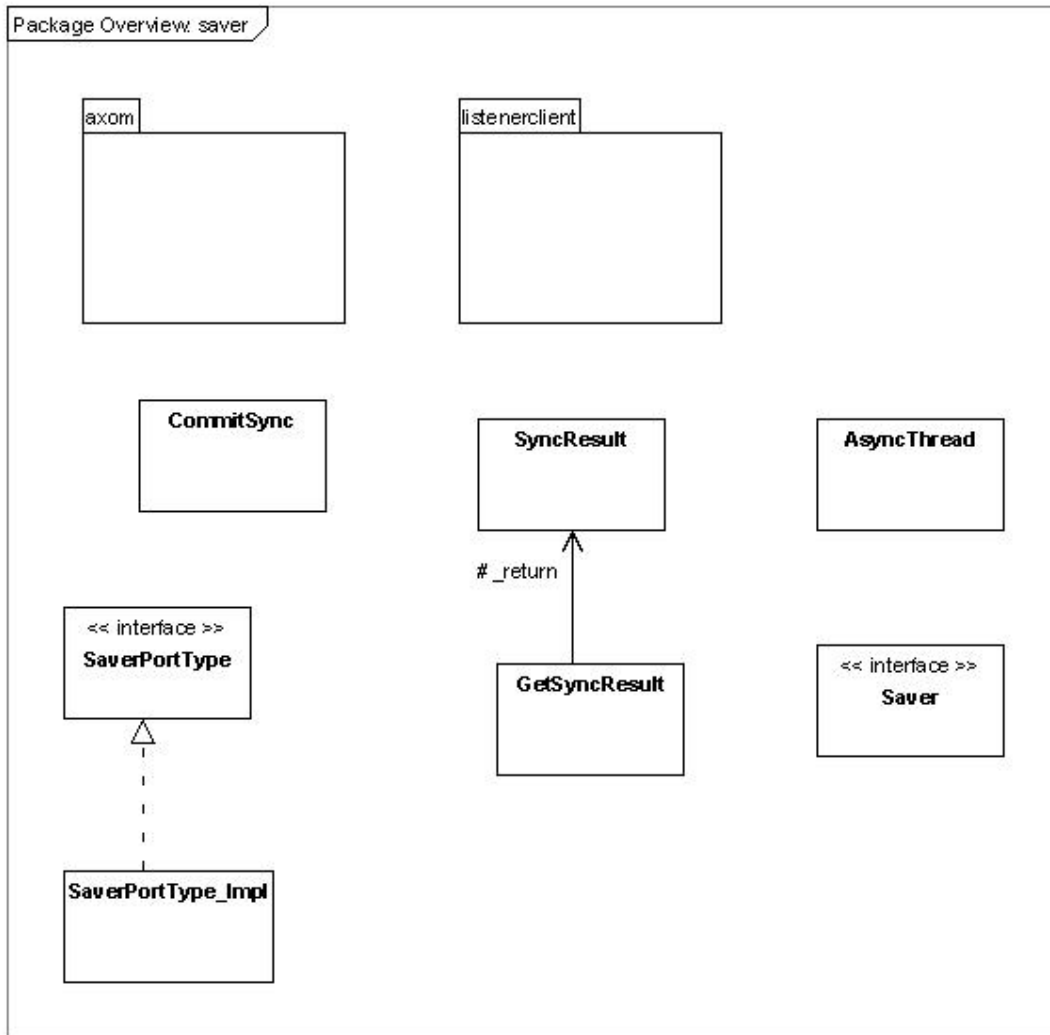 Package Overview: saver
axom
listenerclient
CommitSync
SyncResult
AsyncThread
# _return
<< interface >>
SaverPortType
GetSyncResult
<< interface >>
Saver
SaverPortType_Impl